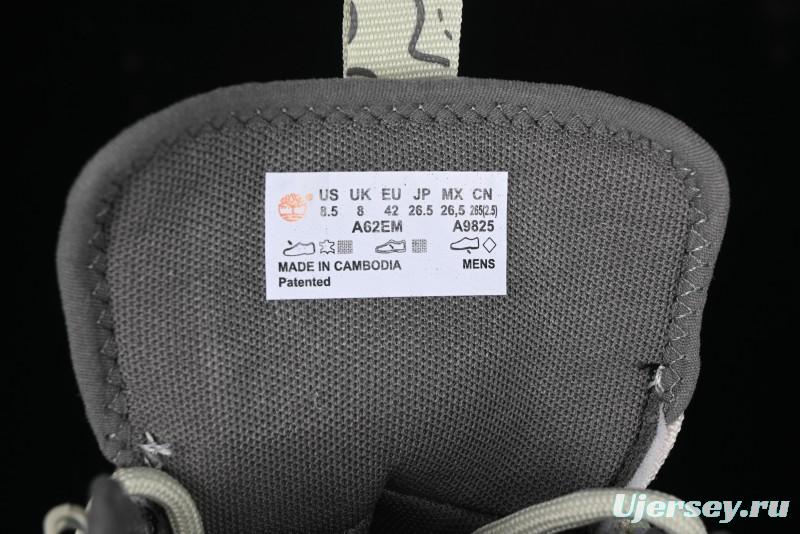 US UK EU JP MX CN
8.5 8 42 26.5 26,5 265(2.5)
A62EM A9825
MADE IN CAMBODIA MENS
Patented
Ujersey.ru